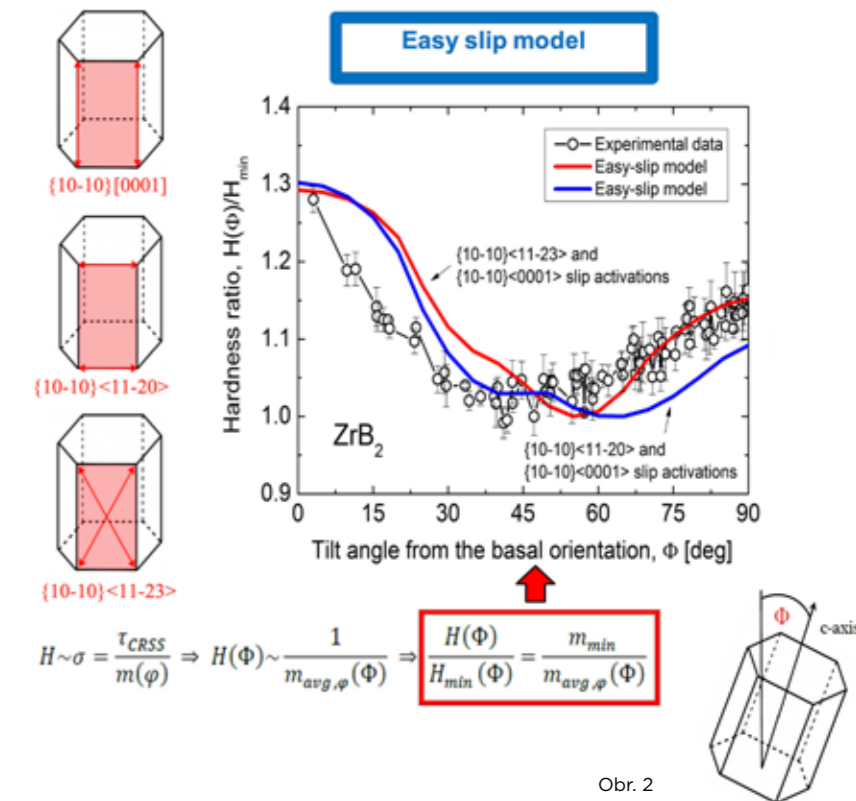 Easy slip model
{10-10}[0001]
{10-10}<11-20>
{10-10}<11-23>
Hardness ratio, H(Φ)/H_min
1.4
1.3
1.2
1.1
1.0
0.9
Experimental data
Easy-slip model
Easy-slip model
{10-10}<11-23> and
{10-10}<0001> slip activations
ZrB₂
{10-10}<11-20> and
{10-10}<0001> slip activations
0 15 30 45 60 75 90
Tilt angle from the basal orientation, Φ [deg]
H~σ = τ_CRSS / m(φ) ⇒ H(Φ)~ 1 / m_avg,φ(Φ) ⇒ H(Φ) / H_min(Φ) = m_min / m_avg,φ(Φ)
Φ
c-axis
Obr. 2